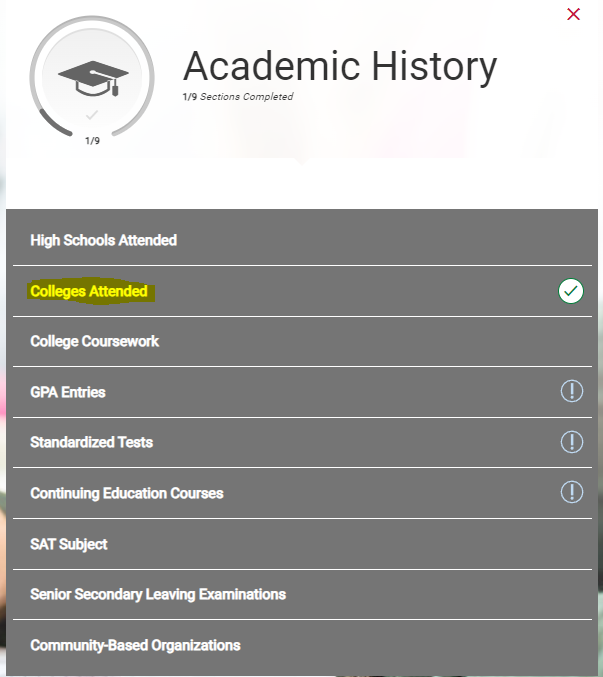 Academic History
1/9 Sections Completed
1/9
High Schools Attended
Colleges Attended
College Coursework
GPA Entries
Standardized Tests
Continuing Education Courses
SAT Subject
Senior Secondary Leaving Examinations
Community-Based Organizations